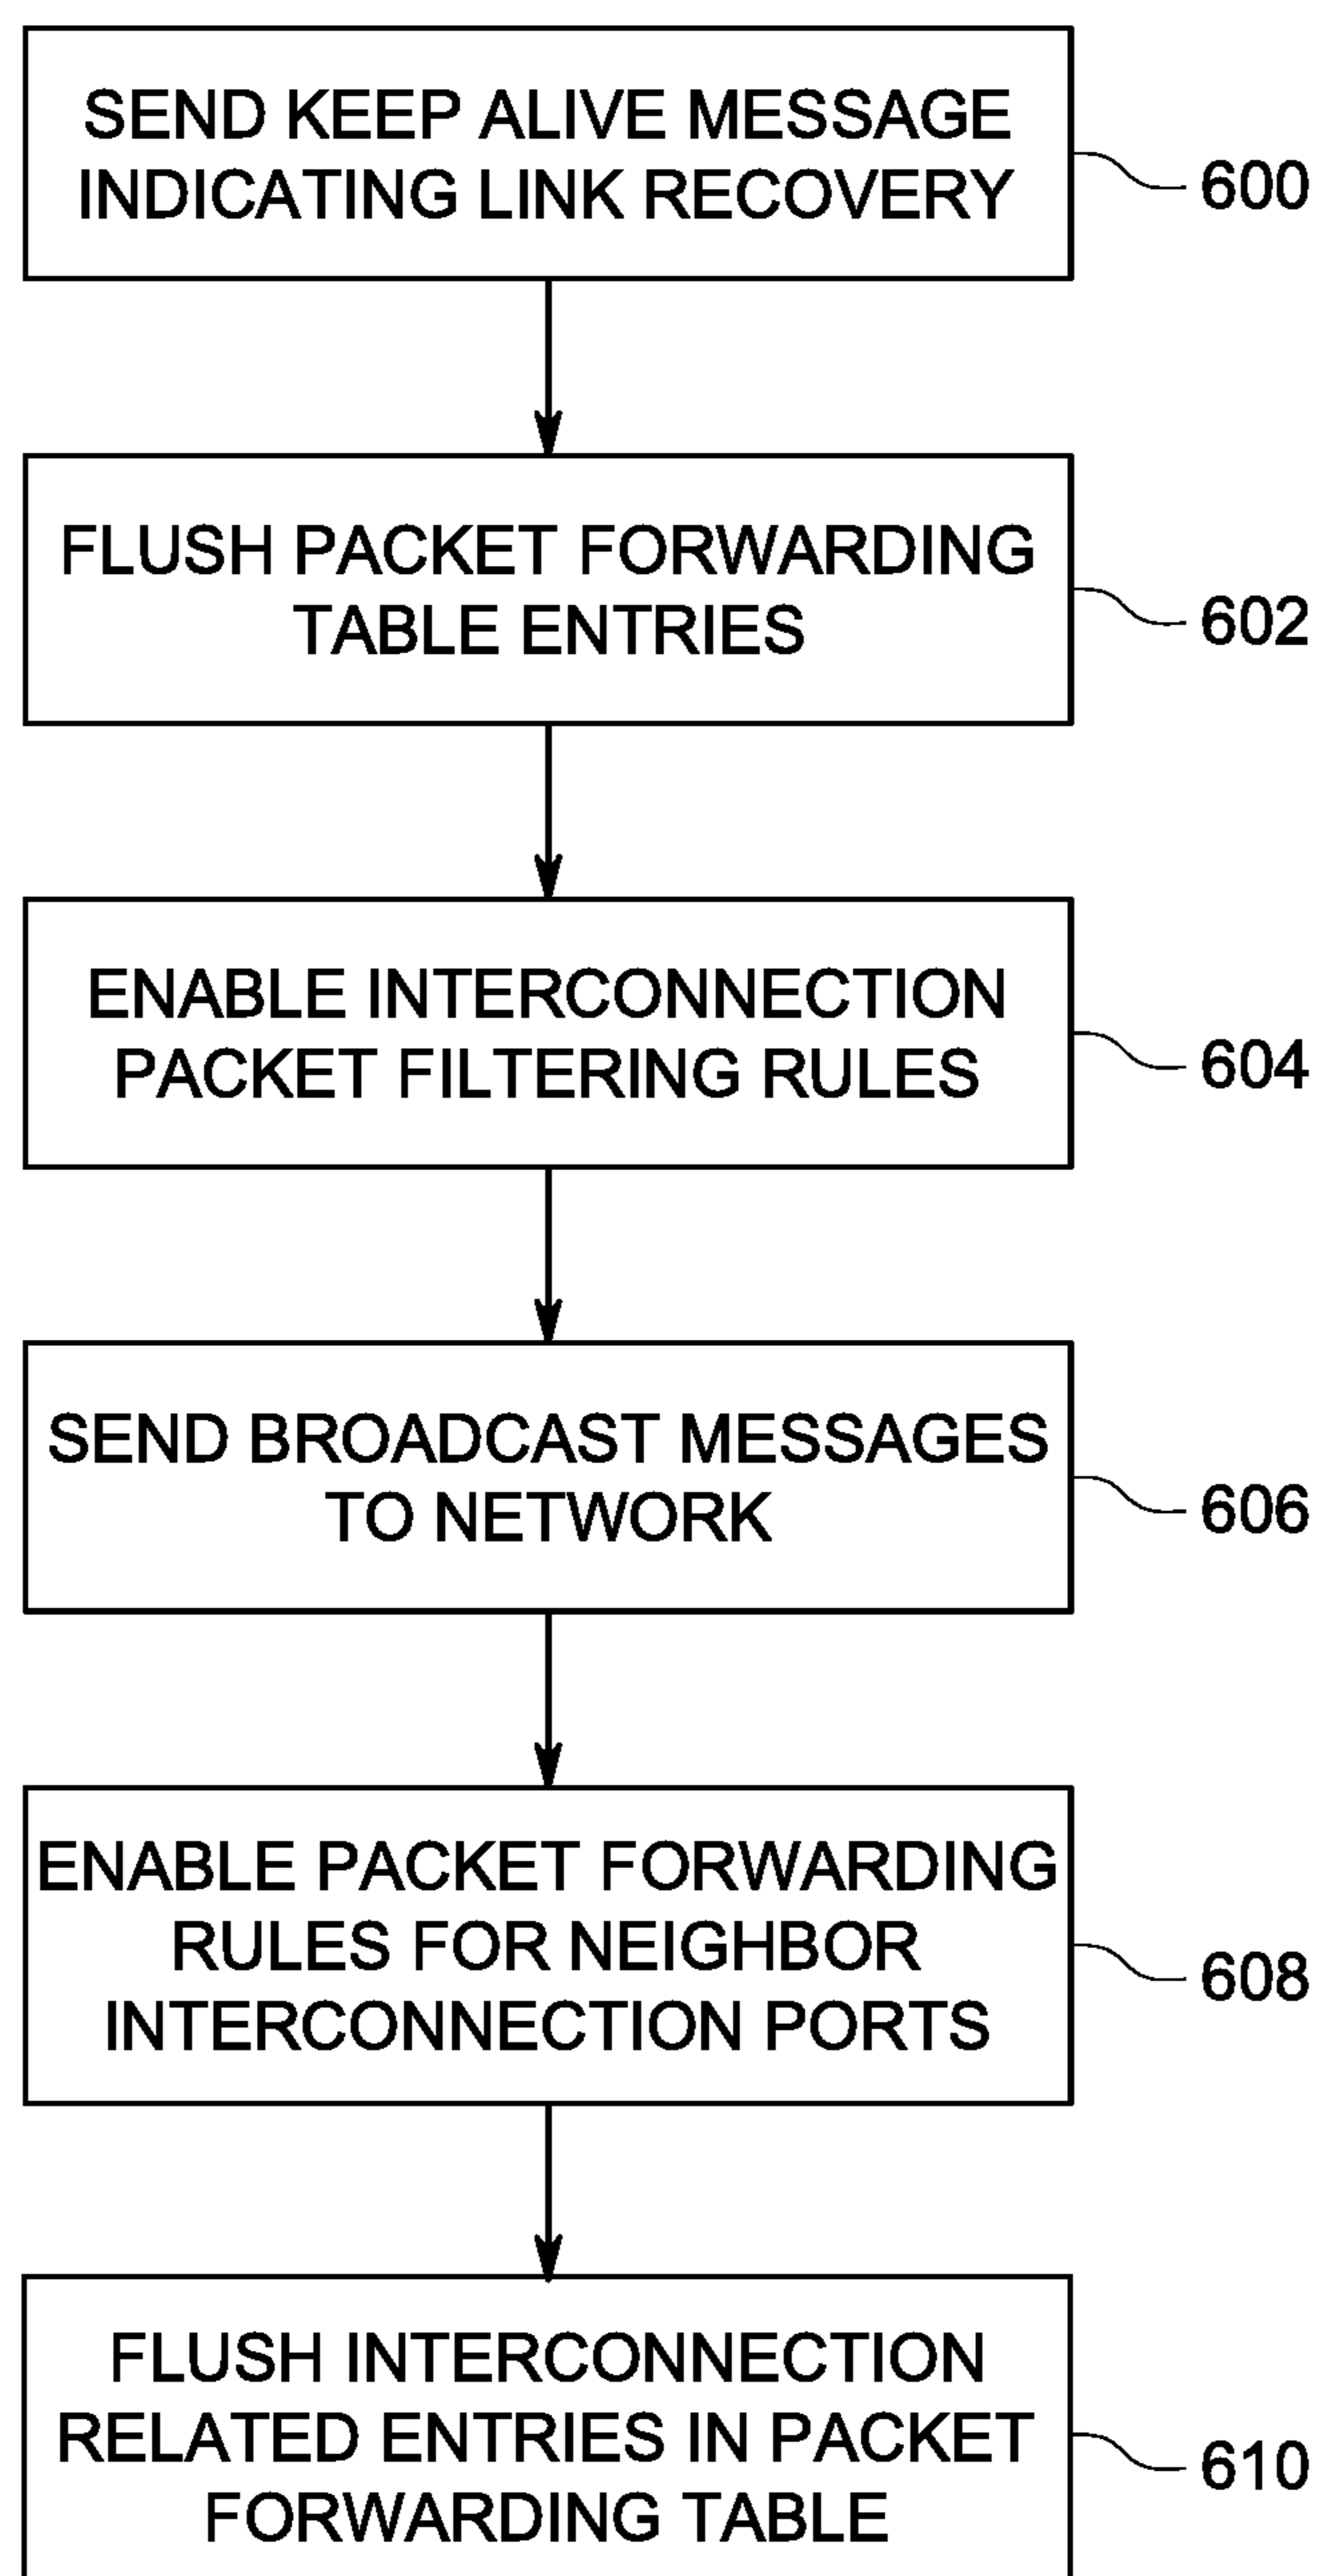 SEND KEEP ALIVE MESSAGE
INDICATING LINK RECOVERY
600
FLUSH PACKET FORWARDING
TABLE ENTRIES
602
ENABLE INTERCONNECTION
PACKET FILTERING RULES
604
SEND BROADCAST MESSAGES
TO NETWORK
606
ENABLE PACKET FORWARDING
RULES FOR NEIGHBOR
INTERCONNECTION PORTS
608
FLUSH INTERCONNECTION
RELATED ENTRIES IN PACKET
FORWARDING TABLE
610